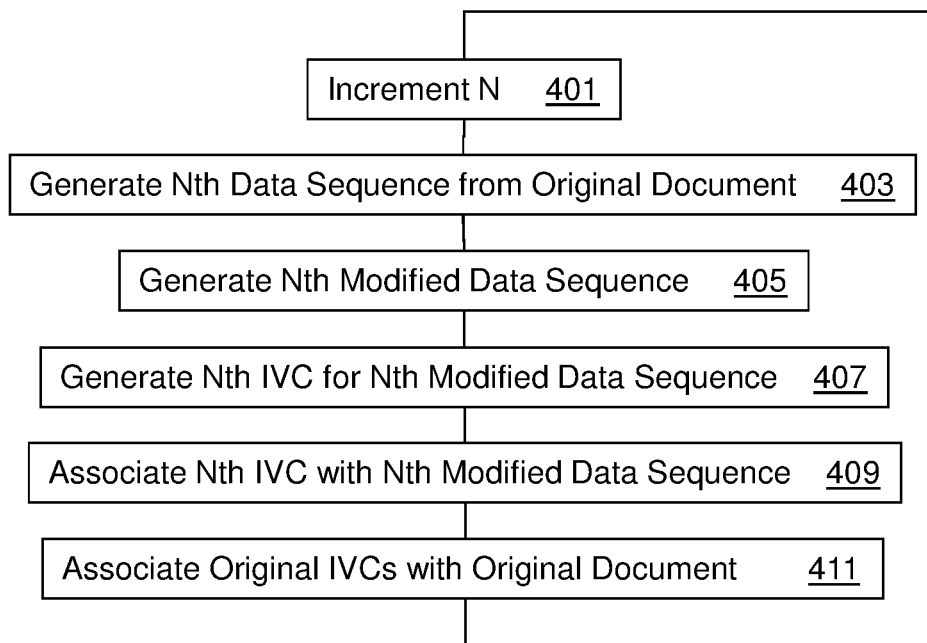 Increment N 401
Generate Nth Data Sequence from Original Document 403
Generate Nth Modified Data Sequence 405
Generate Nth IVC for Nth Modified Data Sequence 407
Associate Nth IVC with Nth Modified Data Sequence 409
Associate Original IVCs with Original Document 411